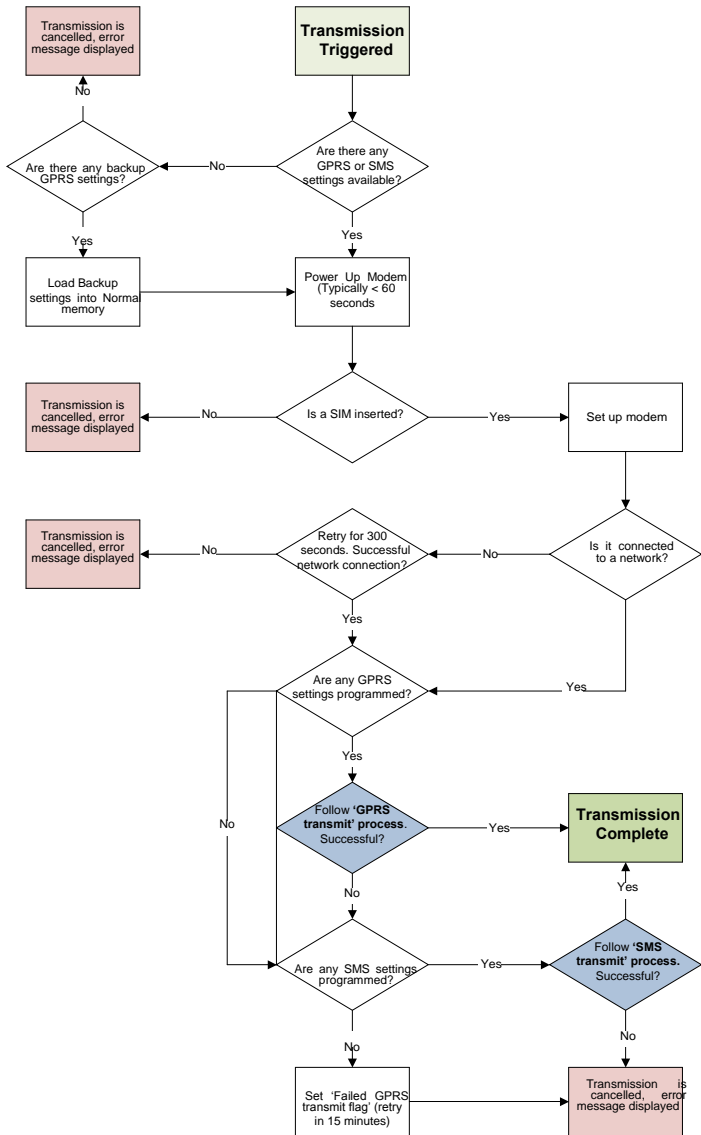 Transmission is
cancelled, error
message displayed
Transmission
Triggered
No
Are there any backup
GPRS settings?
No
Are there any
GPRS or SMS
settings available?
Yes
Yes
Load Backup
settings into Normal
memory
Power Up Modem
(Typically < 60
seconds
Transmission is
cancelled, error
message displayed
No
Is a SIM inserted?
Yes
Set up modem
Transmission is
cancelled, error
message displayed
No
Retry for 300
seconds. Successful
network connection?
No
Is it connected
to a network?
Yes
Are any GPRS
settings programmed?
Yes
Yes
No
Follow ‘GPRS
transmit’ process.
Successful?
Yes
Transmission
Complete
No
Yes
Are any SMS settings
programmed?
Yes
Follow ‘SMS
transmit’ process.
Successful?
No
No
Set ‘Failed GPRS
transmit flag’ (retry
in 15 minutes)
Transmission is
cancelled, error
message displayed